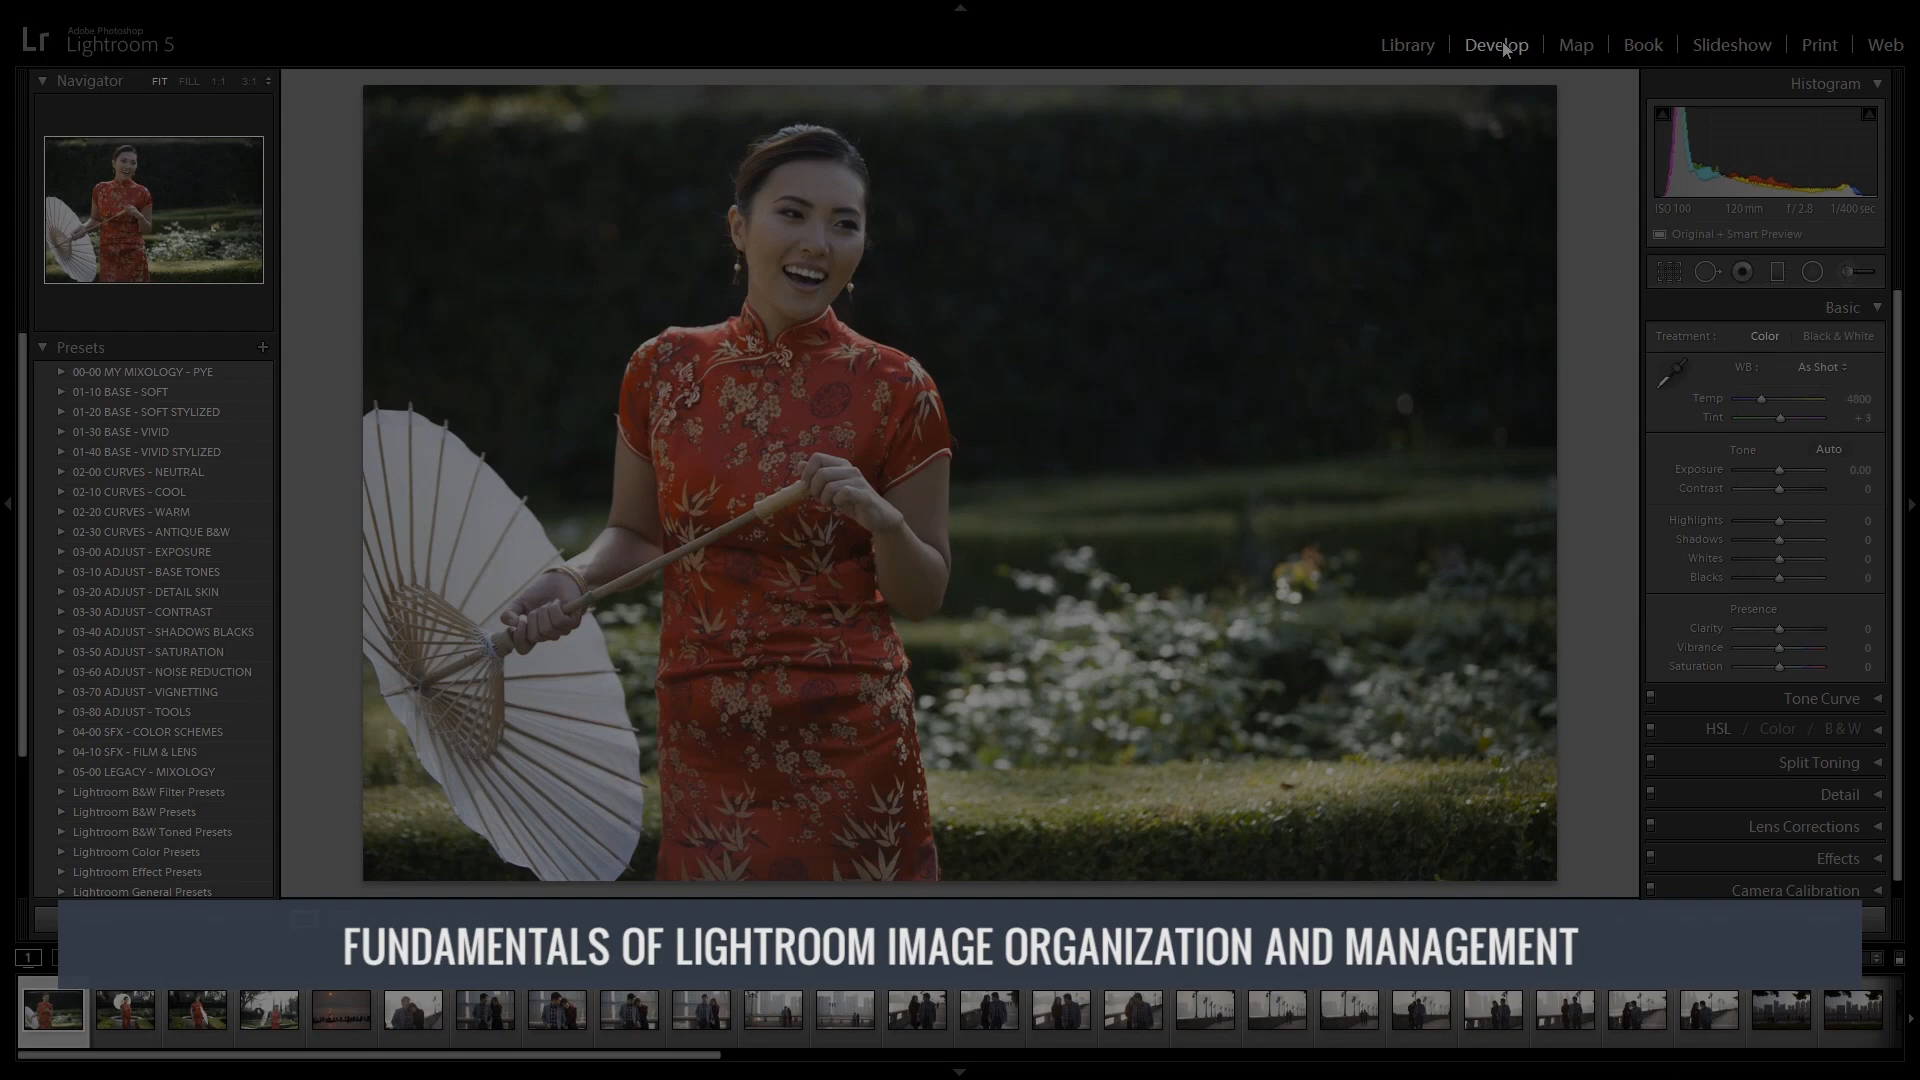 Lr
Adobe Photoshop
Lightroom 5
Library
Develop
Map
Book
Slideshow
Print
Web
Navigator
FIT
FILL
1:1
3:1
Presets
00-00 MY MIXOLOGY - PYE
01-10 BASE - SOFT
01-20 BASE - SOFT STYLIZED
01-30 BASE - VIVID
01-40 BASE - VIVID STYLIZED
02-00 CURVES - NEUTRAL
02-10 CURVES - COOL
02-20 CURVES - WARM
02-30 CURVES - ANTIQUE B&W
03-00 ADJUST - EXPOSURE
03-10 ADJUST - BASE TONES
03-20 ADJUST - DETAIL SKIN
03-30 ADJUST - CONTRAST
03-40 ADJUST - SHADOWS BLACKS
03-50 ADJUST - SATURATION
03-60 ADJUST - NOISE REDUCTION
03-70 ADJUST - VIGNETTING
03-80 ADJUST - TOOLS
04-00 SFX - COLOR SCHEMES
04-10 SFX - FILM & LENS
05-00 LEGACY - MIXOLOGY
Lightroom B&W Filter Presets
Lightroom B&W Presets
Lightroom B&W Toned Presets
Lightroom Color Presets
Lightroom Effect Presets
Lightroom General Presets
Histogram
ISO 100 120 mm f / 2.8 1/400 sec
Original + Smart Preview
Basic
Treatment : Color Black & White
WB : As Shot
Temp 4800
Tint + 3
Tone Auto
Exposure 0.00
Contrast 0
Highlights 0
Shadows 0
Whites 0
Blacks 0
Presence
Clarity 0
Vibrance 0
Saturation 0
Tone Curve
HSL / Color / B & W
Split Toning
Detail
Lens Corrections
Effects
Camera Calibration
FUNDAMENTALS OF LIGHTROOM IMAGE ORGANIZATION AND MANAGEMENT
1